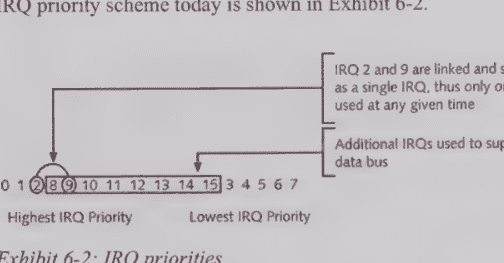 IRQ priority scheme today is shown in Exhibit 6-2.
IRQ 2 and 9 are linked and
as a single IRQ, thus only
used at any given time
Additional IRQs used to
data bus
0 1 2 8 9 10 11 12 13 14 15 3 4 5 6 7
Highest IRQ Priority
Lowest IRQ Priority
Exhibit 6-2: IRQ priorities